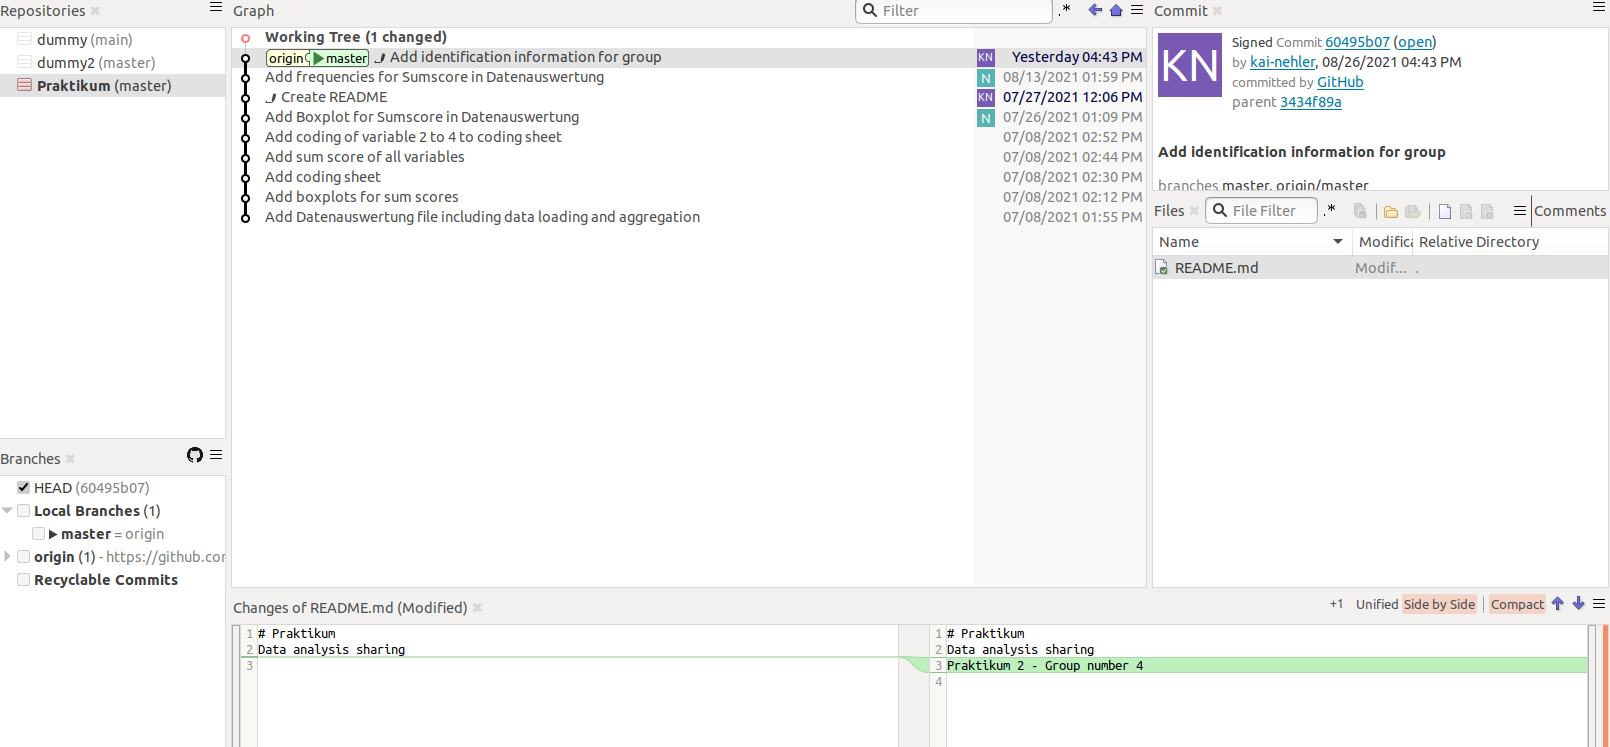 Repositories
dummy (main)
dummy2 (master)
Praktikum (master)
Branches
HEAD (60495b07)
Local Branches (1)
master = origin
origin (1) - https://github.cor
Recyclable Commits
Graph
Filter
.*
Working Tree (1 changed)
origin master Add identification information for group KN Yesterday 04:43 PM
Add frequencies for Sumscore in Datenauswertung N 08/13/2021 01:59 PM
Create README KN 07/27/2021 12:06 PM
Add Boxplot for Sumscore in Datenauswertung N 07/26/2021 01:09 PM
Add coding of variable 2 to 4 to coding sheet 07/08/2021 02:52 PM
Add sum score of all variables 07/08/2021 02:44 PM
Add coding sheet 07/08/2021 02:30 PM
Add boxplots for sum scores 07/08/2021 02:12 PM
Add Datenauswertung file including data loading and aggregation 07/08/2021 01:55 PM
Commit
KN
Signed Commit 60495b07 (open)
by kai-nehler, 08/26/2021 04:43 PM
committed by GitHub
parent 3434f89a
Add identification information for group
branches master, origin/master
Files File Filter .* Comments
Name Modifica Relative Directory
README.md Modif... .
Changes of README.md (Modified)
+1 Unified Side by Side Compact
1 # Praktikum
2 Data analysis sharing
3
1 # Praktikum
2 Data analysis sharing
3 Praktikum 2 - Group number 4
4